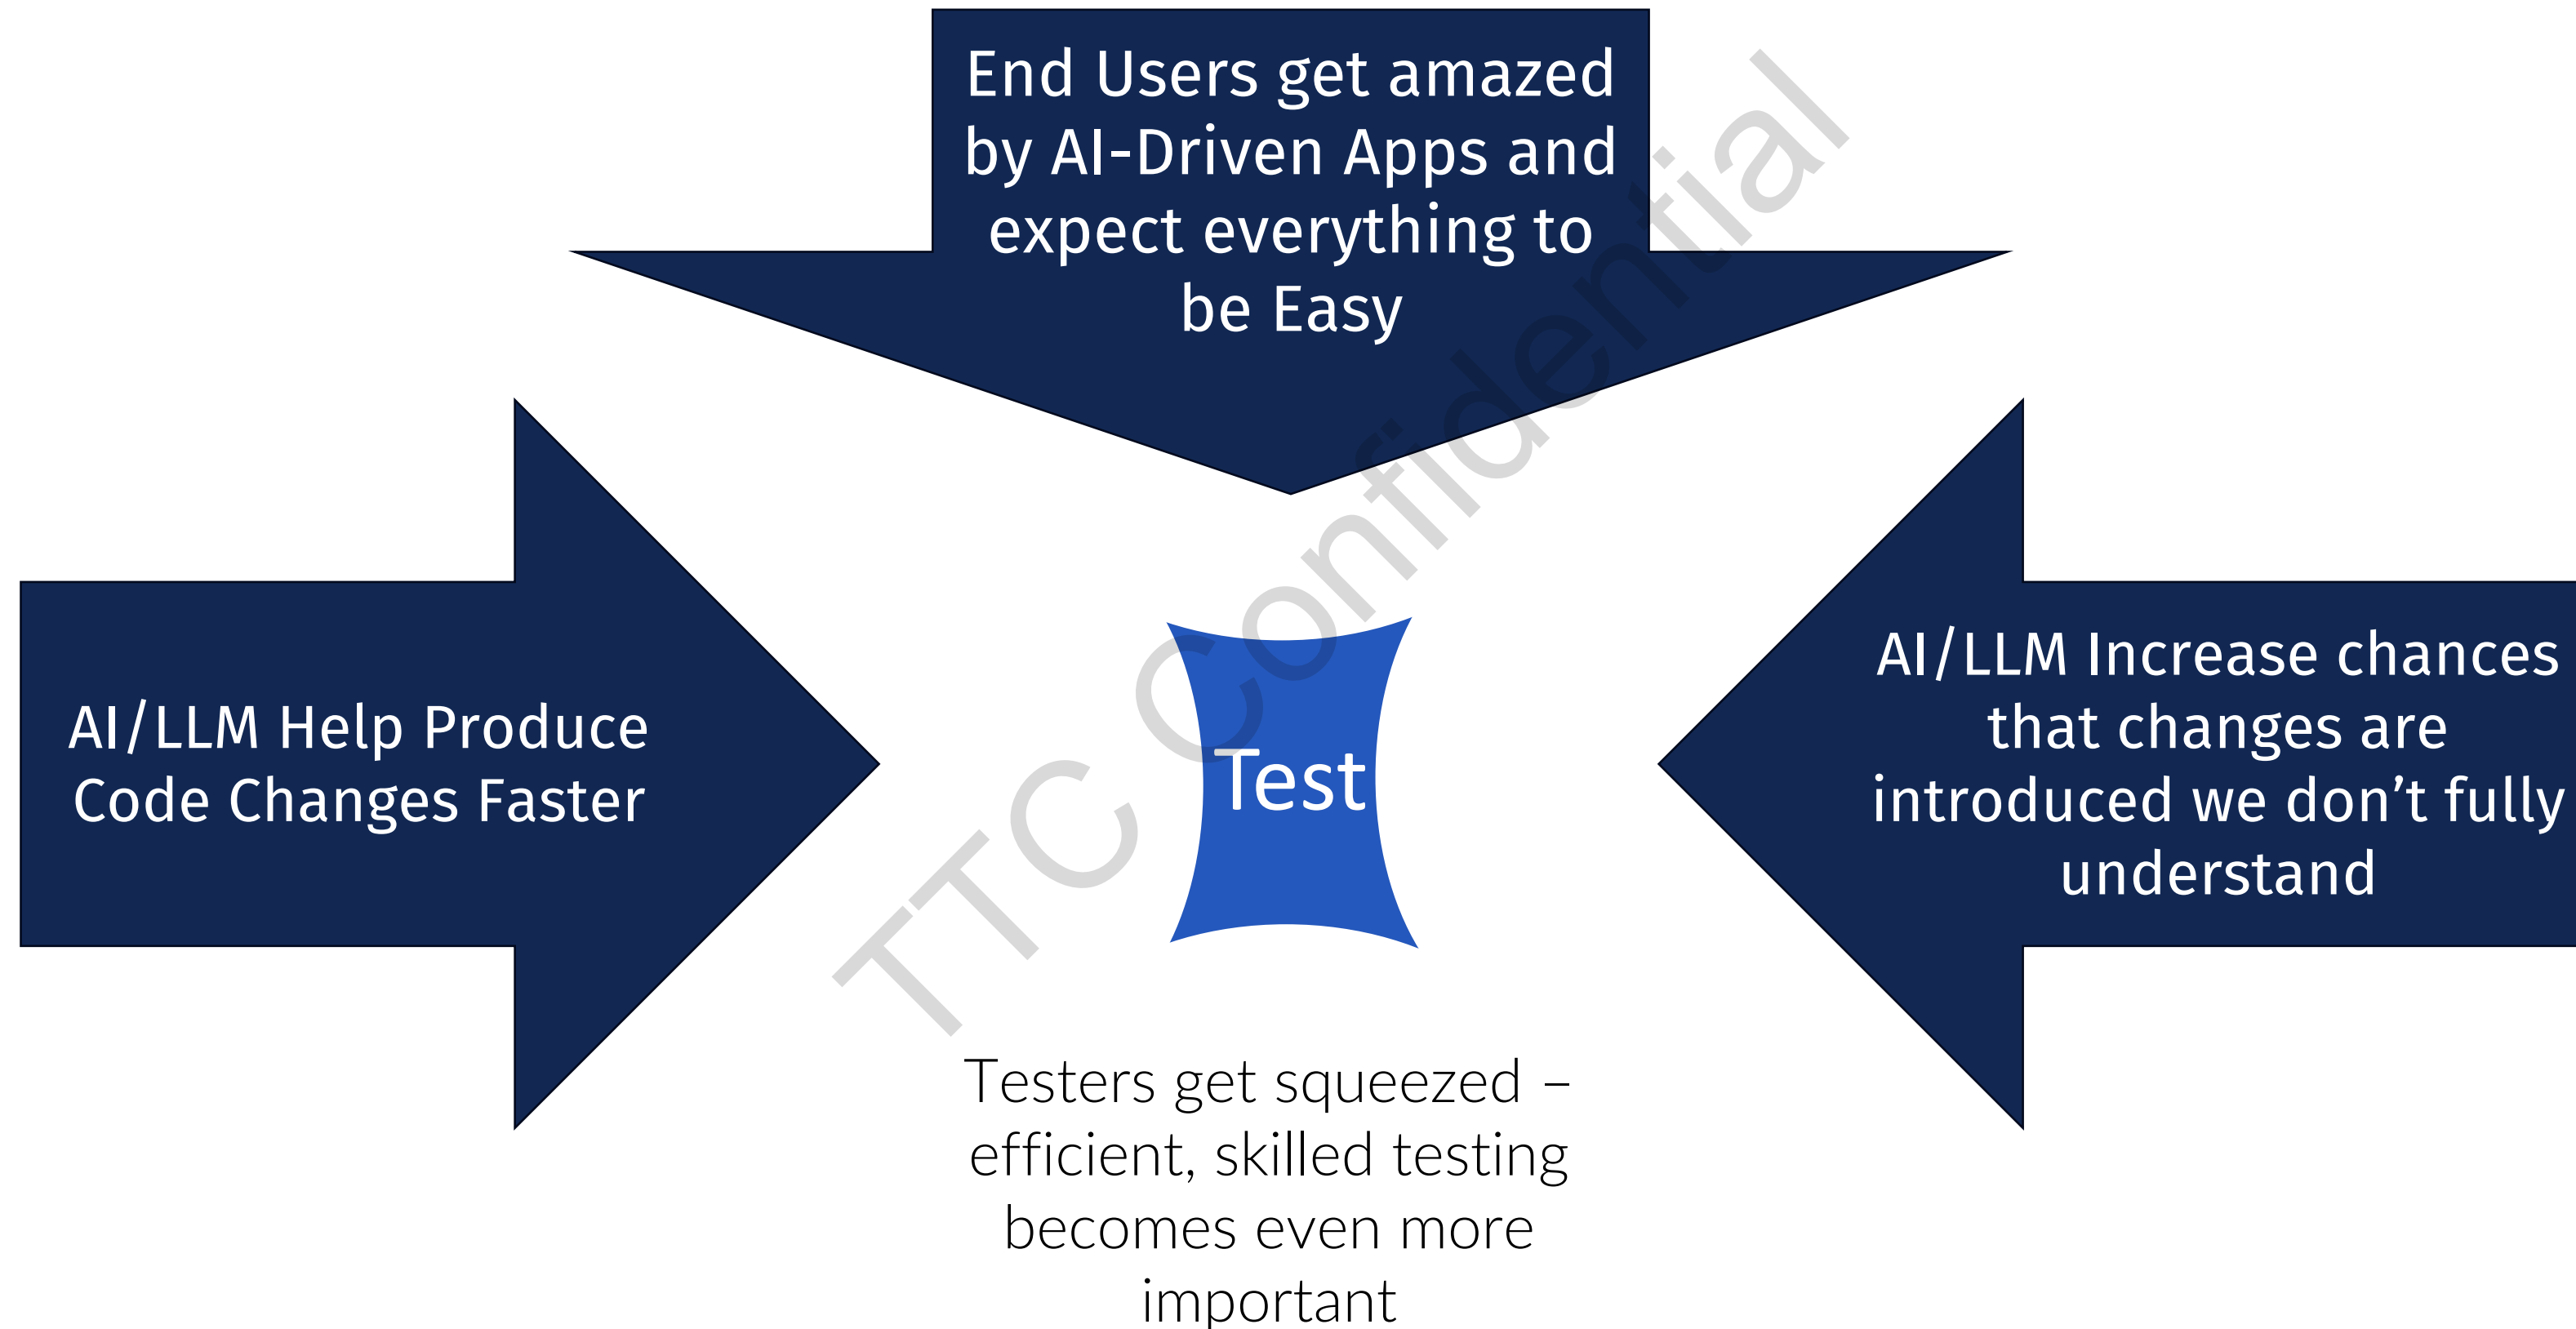 End Users get amazed
by AI-Driven Apps and
expect everything to
be Easy
AI/LLM Help Produce
Code Changes Faster
Test
AI/LLM Increase chances
that changes are
introduced we don’t fully
understand
Testers get squeezed –
efficient, skilled testing
becomes even more
important
TTC Confidential